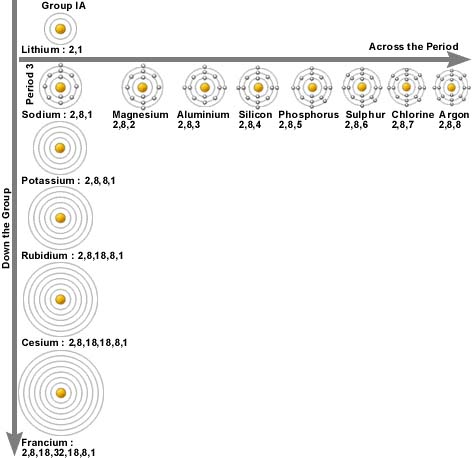 Group IA
Lithium : 2,1
Across the Period
Period 3
Sodium : 2,8,1
Magnesium
2,8,2
Aluminium
2,8,3
Silicon
2,8,4
Phosphorus
2,8,5
Sulphur
2,8,6
Chlorine
2,8,7
Argon
2,8,8
Down the Group
Potassium : 2,8,8,1
Rubidium : 2,8,18,8,1
Cesium : 2,8,18,18,8,1
Francium :
2,8,18,32,18,8,1